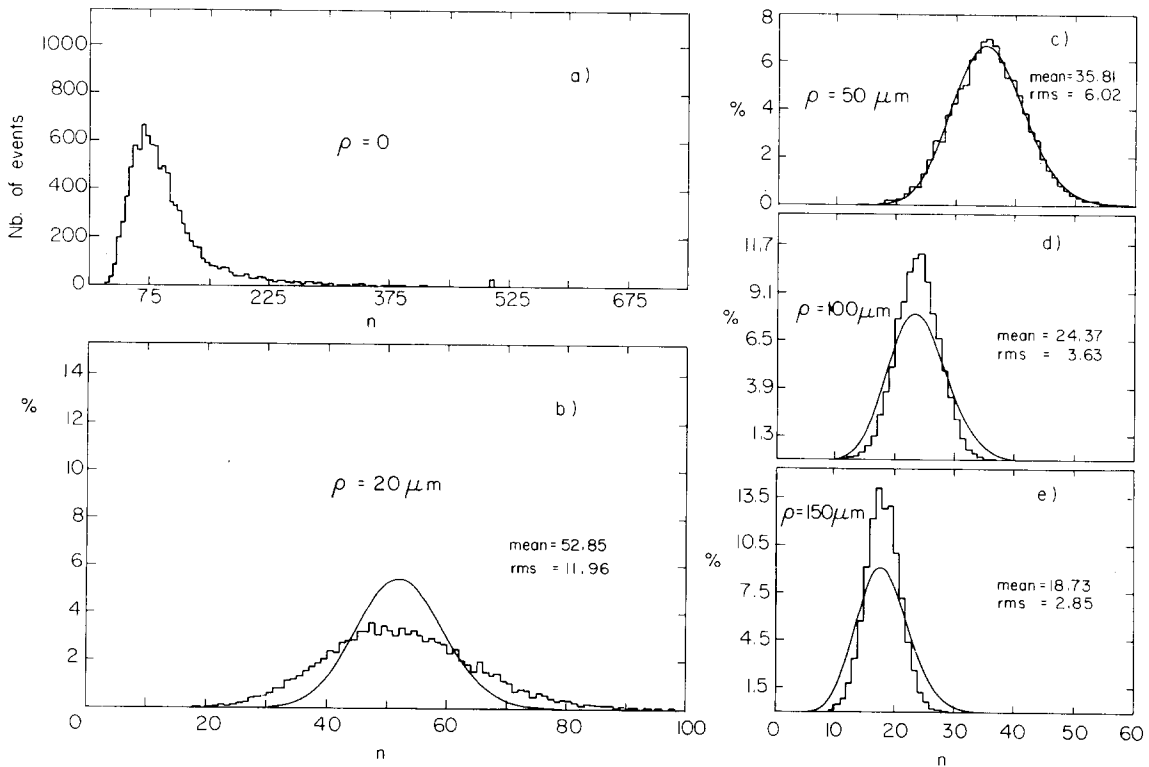 1000
800
600
400
200
0
Nb. of events
a)
ρ = 0
75
225
375
525
675
n
14
12
10
8
6
4
2
0
%
b)
ρ = 20 μm
mean = 52.85
rms = 11.96
20
40
60
80
100
n
8
6
4
2
0
%
c)
ρ = 50 μm
mean = 35.81
rms = 6.02
11.7
9.1
6.5
3.9
1.3
%
d)
ρ = 100 μm
mean = 24.37
rms = 3.63
13.5
10.5
7.5
4.5
1.5
%
e)
ρ = 150 μm
mean = 18.73
rms = 2.85
0
10
20
30
40
50
60
n